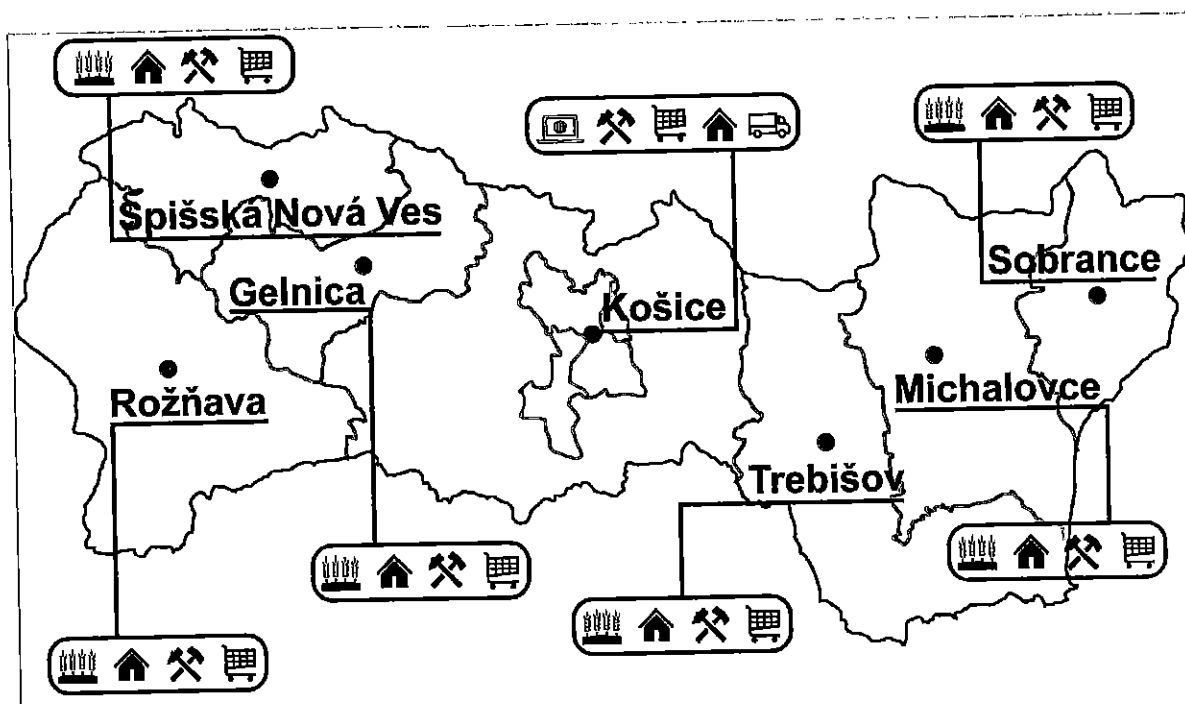 Spišská Nová Ves
Gelnica
Košice
Sobrance
Rožňava
Michalovce
Trebišov